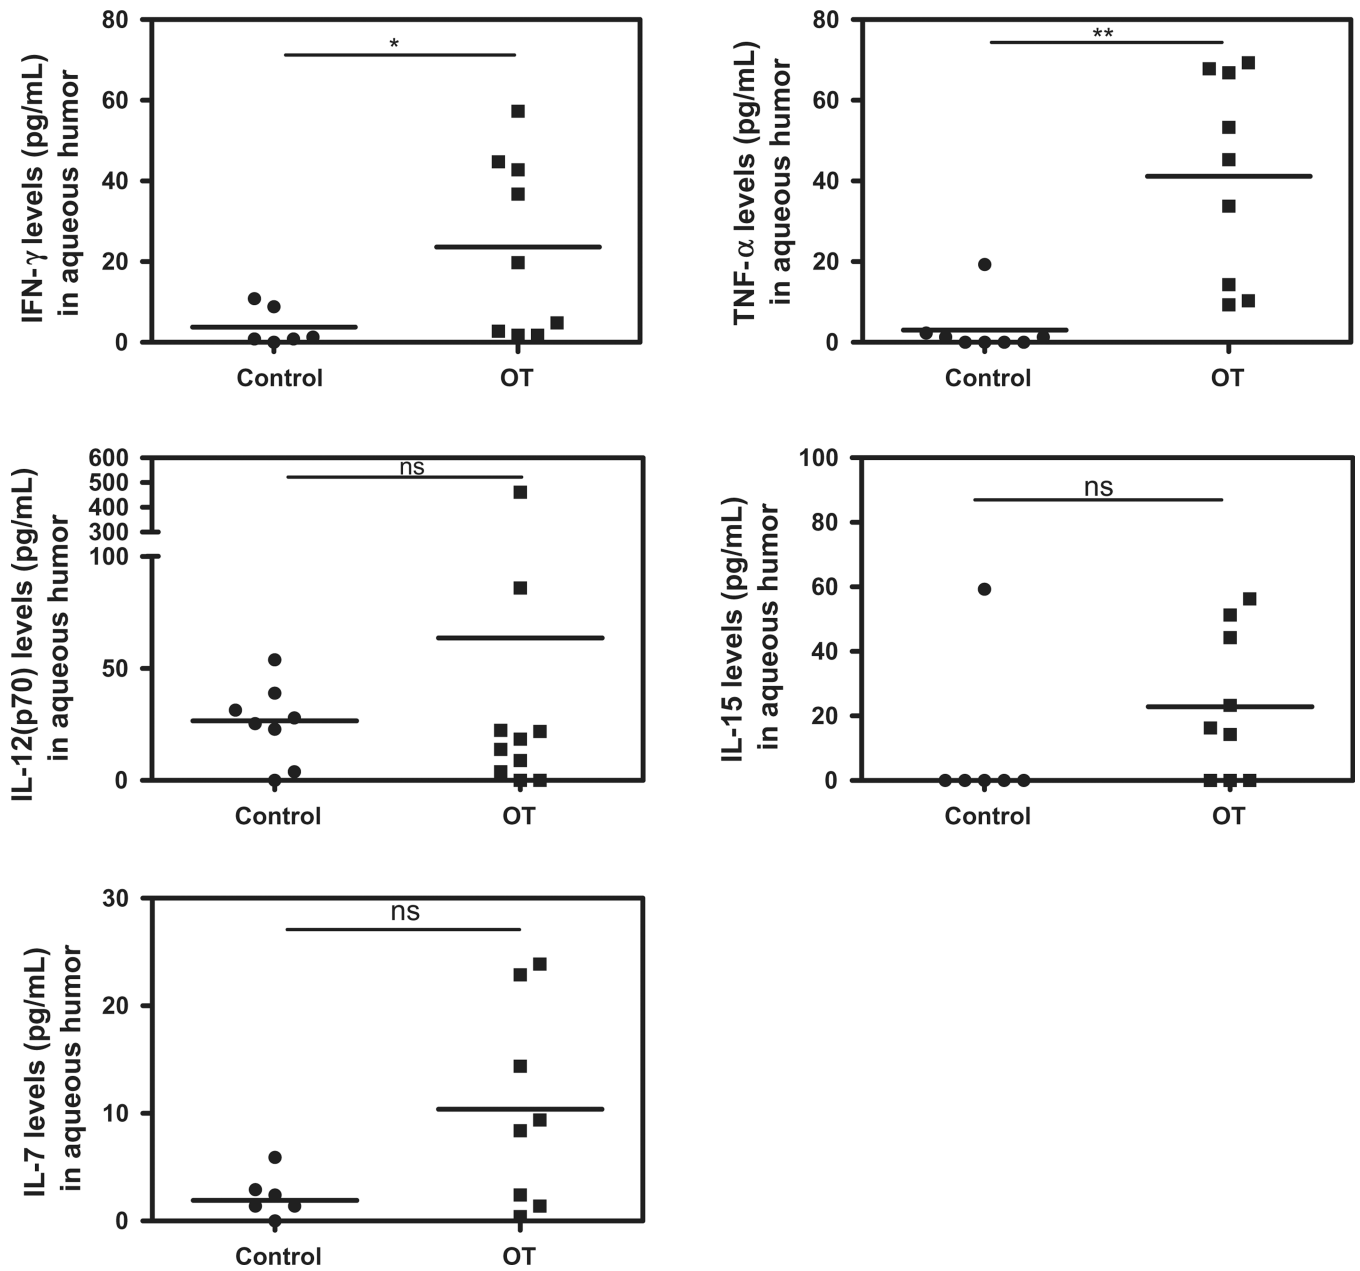 IFN-γ levels (pg/mL)
in aqueous humor
80
60
40
20
0
*
Control
OT
TNF-α levels (pg/mL)
in aqueous humor
80
60
40
20
0
**
Control
OT
IL-12(p70) levels (pg/mL)
in aqueous humor
600
500
400
300
100
50
0
ns
Control
OT
IL-15 levels (pg/mL)
in aqueous humor
100
80
60
40
20
0
ns
Control
OT
IL-7 levels (pg/mL)
in aqueous humor
30
20
10
0
ns
Control
OT